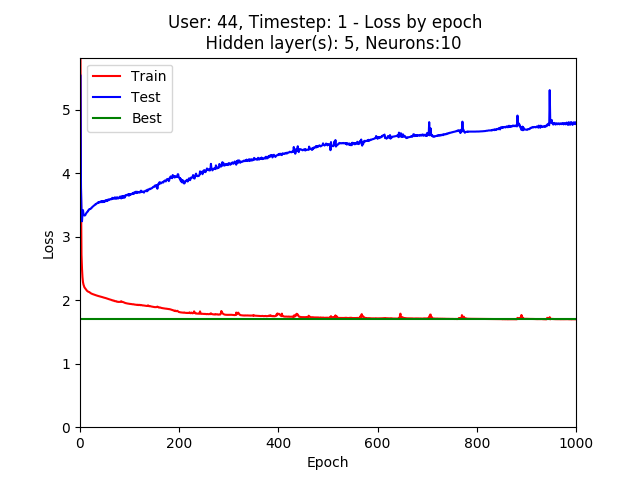 User: 44, Timestep: 1 - Loss by epoch
Hidden layer(s): 5, Neurons:10
Train
Test
Best
5
4
3
2
1
0
Loss
0 200 400 600 800 1000
Epoch